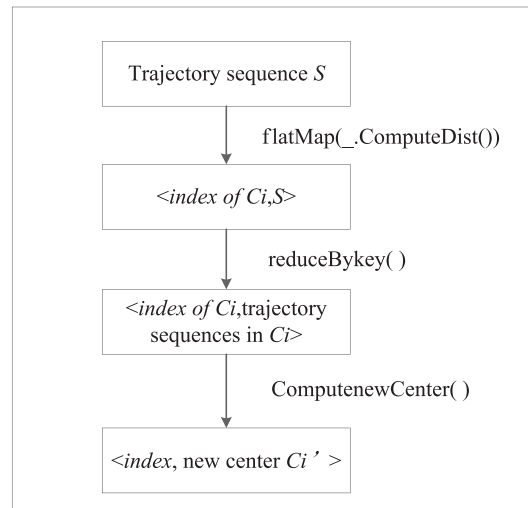 Trajectory sequence S
flatMap(_.ComputeDist())
<index of Ci,S>
reduceBykey( )
<index of Ci,trajectory
sequences in Ci>
ComputenewCenter( )
<index, new center Ci′ >